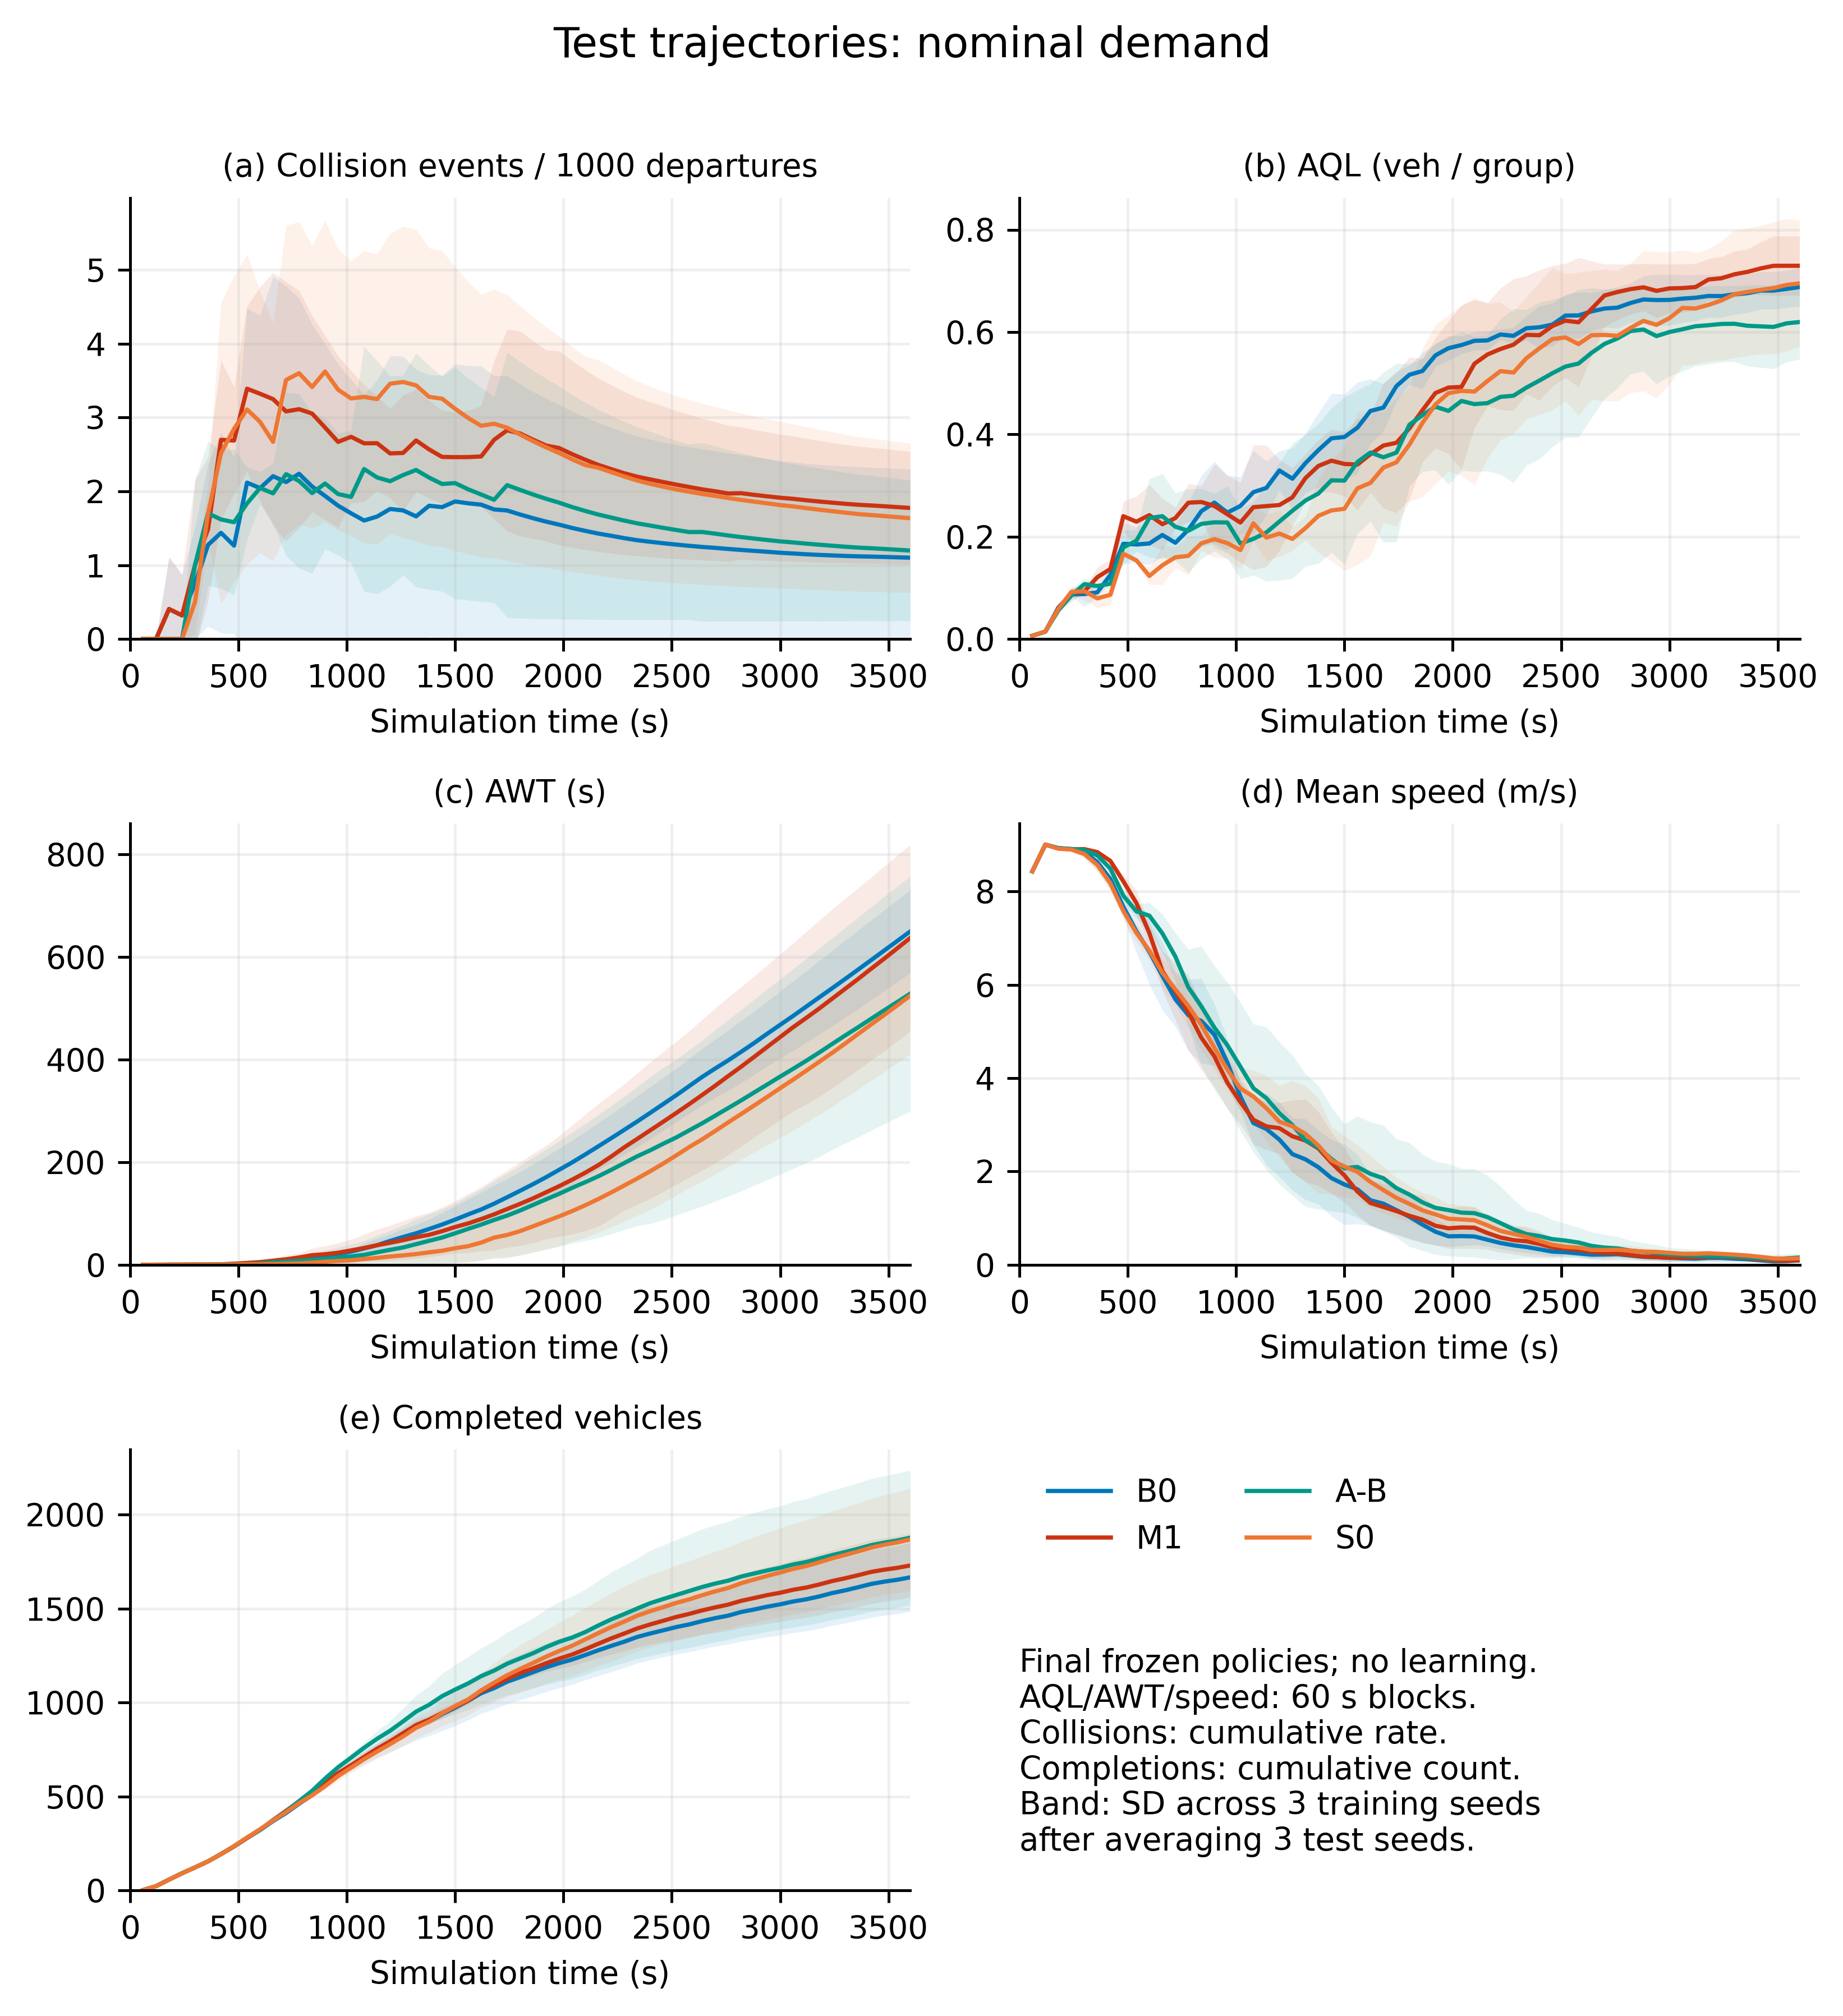 Test trajectories: nominal demand
(a) Collision events / 1000 departures
5
4
3
2
1
0
0 500 1000 1500 2000 2500 3000 3500
Simulation time (s)
(b) AQL (veh / group)
0.8
0.6
0.4
0.2
0.0
0 500 1000 1500 2000 2500 3000 3500
Simulation time (s)
(c) AWT (s)
800
600
400
200
0
0 500 1000 1500 2000 2500 3000 3500
Simulation time (s)
(d) Mean speed (m/s)
8
6
4
2
0
0 500 1000 1500 2000 2500 3000 3500
Simulation time (s)
(e) Completed vehicles
2000
1500
1000
500
0
0 500 1000 1500 2000 2500 3000 3500
Simulation time (s)
B0 A-B
M1 S0
Final frozen policies; no learning.
AQL/AWT/speed: 60 s blocks.
Collisions: cumulative rate.
Completions: cumulative count.
Band: SD across 3 training seeds
after averaging 3 test seeds.